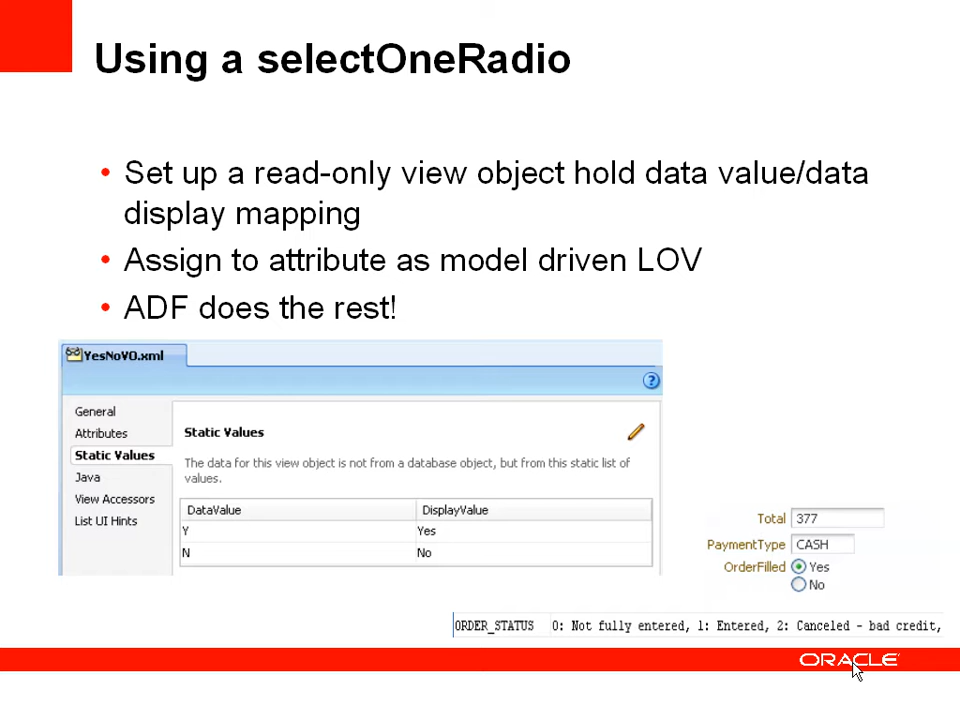 Using a selectOneRadio
• Set up a read-only view object hold data value/data
display mapping
• Assign to attribute as model driven LOV
• ADF does the rest!
YesNoVO.xml
?
General
Attributes
Static Values
Java
View Accessors
List UI Hints
Static Values
The data for this view object is not from a database object, but from this static list of
values.
DataValue DisplayValue
Y Yes
N No
Total 377
PaymentType CASH
OrderFilled Yes
No
ORDER_STATUS 0: Not fully entered, 1: Entered, 2: Canceled - bad credit,
ORACLE